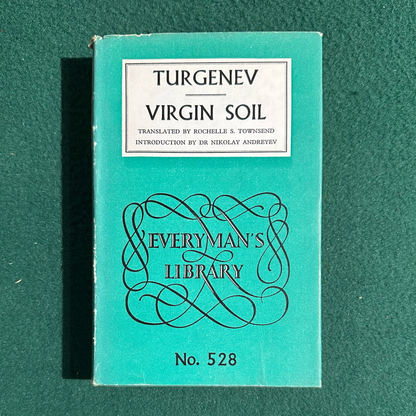 TURGENEV
VIRGIN SOIL
TRANSLATED BY ROCHELLE S. TOWNSEND
INTRODUCTION BY DR NIKOLAY ANDREYEV
EVERYMAN'S
LIBRARY
No. 528